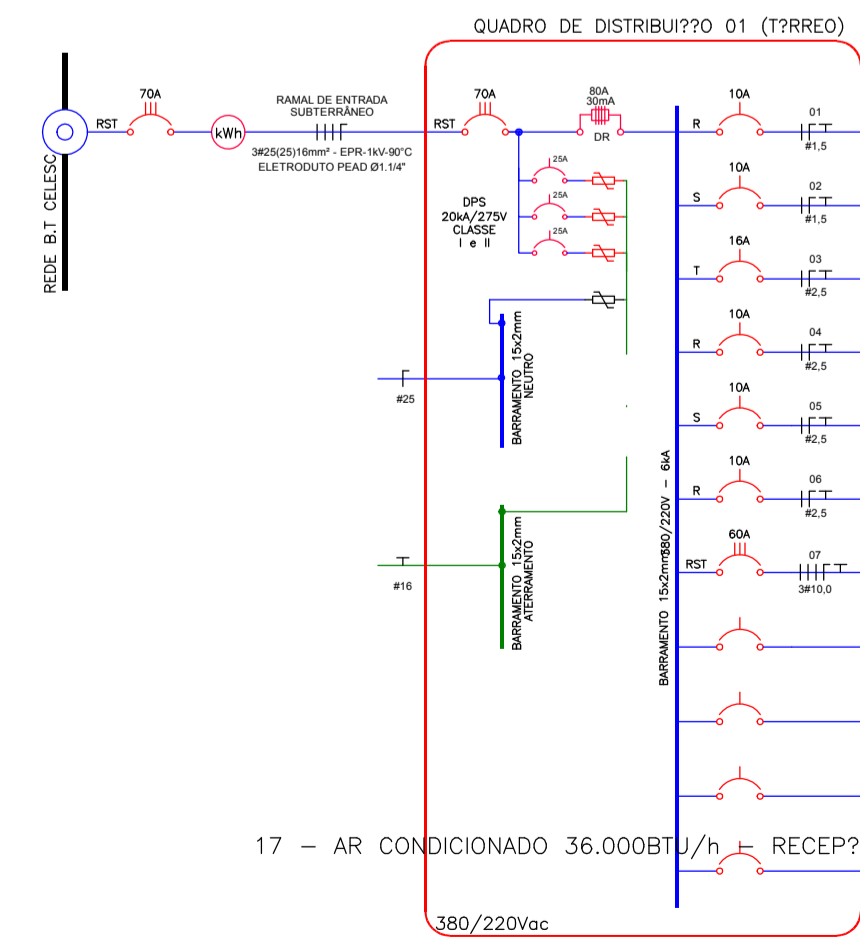 QUADRO DE DISTRIBUI??O 01 (T?RREO)
REDE B.T CELESC
RST
70A
kWh
RAMAL DE ENTRADA
SUBTERRÂNEO
3#25(25)16mm² - EPR-1kV-90°C
ELETRODUTO PEAD Ø1.1/4"
RST
70A
80A
30mA
DR
25A
25A
25A
DPS
20kA/275V
CLASSE
I e II
BARRAMENTO 15x2mm
NEUTRO
#25
BARRAMENTO 15x2mm
ATERRAMENTO
#16
BARRAMENTO 15x2mm380/220V - 6kA
R
10A
01
#1,5
S
10A
02
#1,5
T
16A
03
#2,5
R
10A
04
#2,5
S
10A
05
#2,5
R
10A
06
#2,5
RST
60A
07
3#10,0
17 - AR CONDICIONADO 36.000BTU/h - RECEP?
380/220Vac